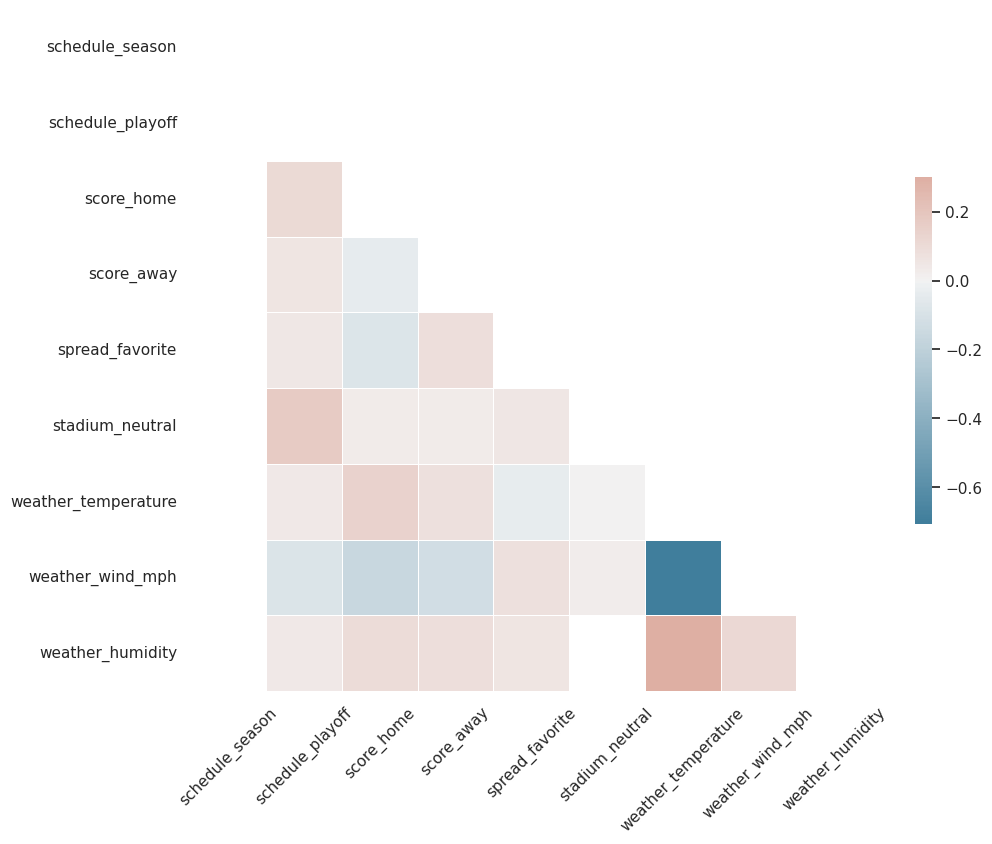 schedule_season
schedule_playoff
score_home
score_away
spread_favorite
stadium_neutral
weather_temperature
weather_wind_mph
weather_humidity
0.2
0.0
−0.2
−0.4
−0.6
schedule_season
schedule_playoff
score_home
score_away
spread_favorite
stadium_neutral
weather_temperature
weather_wind_mph
weather_humidity